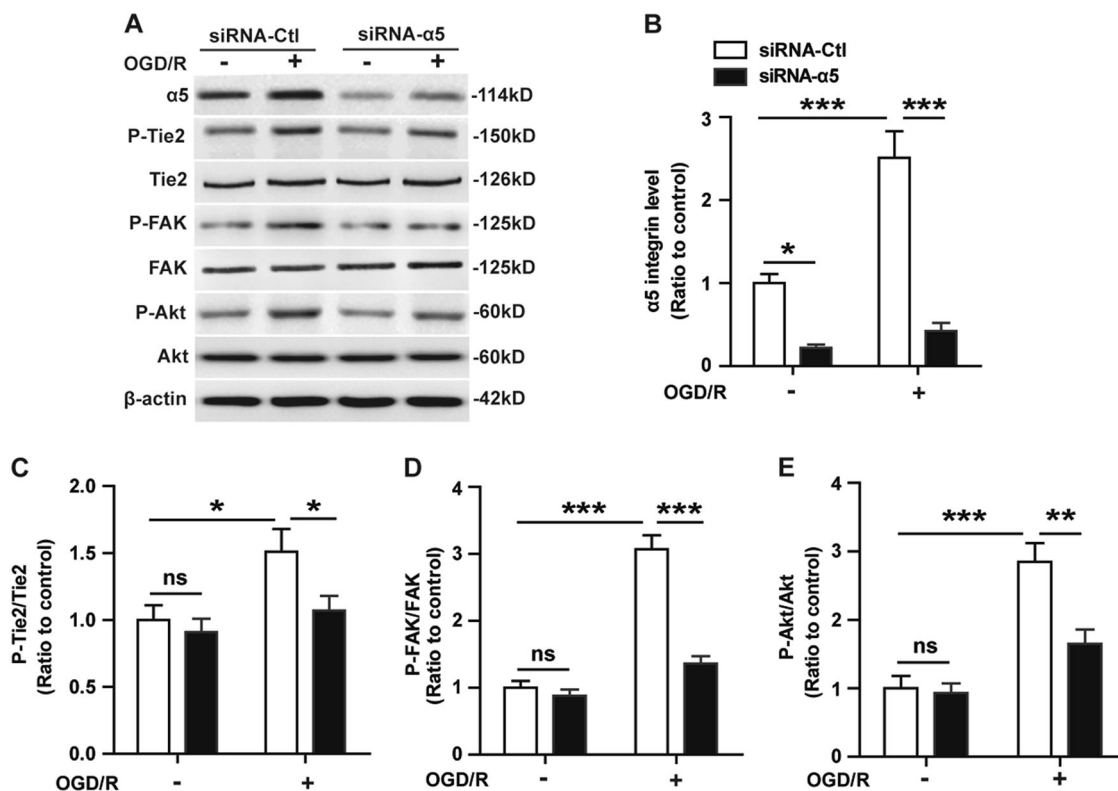 A
siRNA-Ctl siRNA-α5
OGD/R - + - +
α5 -114kD
P-Tie2 -150kD
Tie2 -126kD
P-FAK -125kD
FAK -125kD
P-Akt -60kD
Akt -60kD
β-actin -42kD
B
siRNA-Ctl
siRNA-α5
*** ***
*
α5 integrin level
(Ratio to control)
3
2
1
0
OGD/R - +
C
P-Tie2/Tie2
(Ratio to control)
2.0
1.5
1.0
0.5
0.0
* *
ns
OGD/R - +
D
P-FAK/FAK
(Ratio to control)
4
3
2
1
0
*** ***
ns
OGD/R - +
E
P-Akt/Akt
(Ratio to control)
4
3
2
1
0
*** **
ns
OGD/R - +